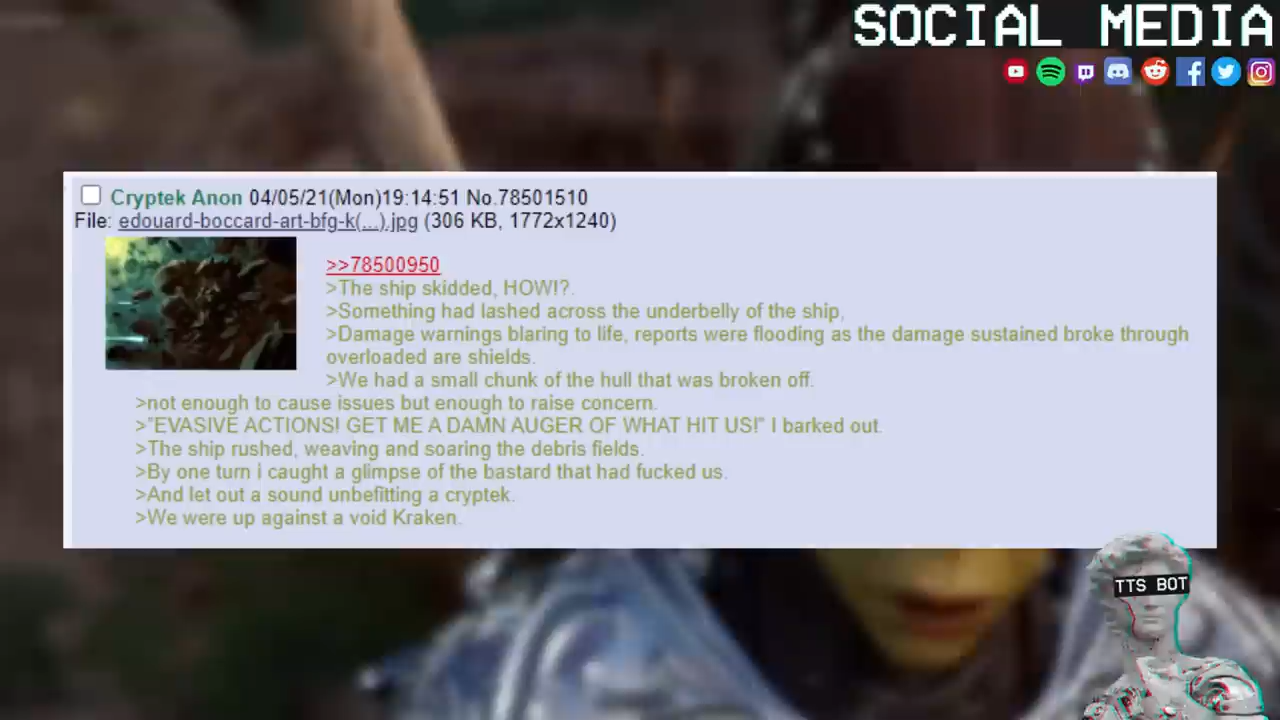 SOCIAL MEDIA
Cryptek Anon 04/05/21(Mon)19:14:51 No.78501510
File: edouard-boccard-art-bfg-k(...).jpg (306 KB, 1772x1240)
>>78500950
>The ship skidded, HOW!?.
>Something had lashed across the underbelly of the ship,
>Damage warnings blaring to life, reports were flooding as the damage sustained broke through
overloaded are shields.
>We had a small chunk of the hull that was broken off.
>not enough to cause issues but enough to raise concern.
>"EVASIVE ACTIONS! GET ME A DAMN AUGER OF WHAT HIT US!" I barked out.
>The ship rushed, weaving and soaring the debris fields.
>By one turn i caught a glimpse of the bastard that had fucked us.
>And let out a sound unbefitting a cryptek.
>We were up against a void Kraken.
TTS BOT